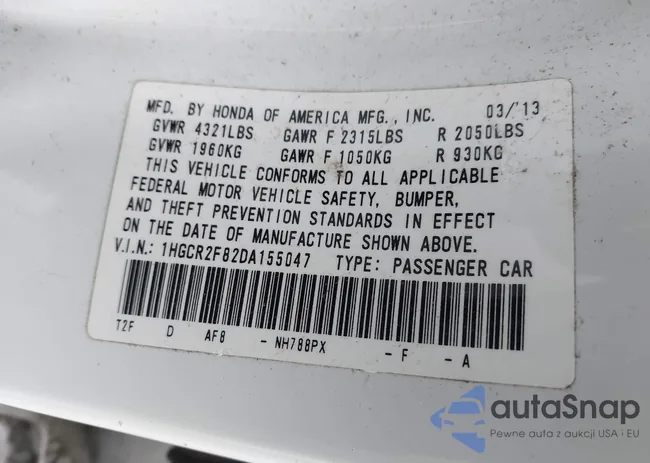 MFD. BY HONDA OF AMERICA MFG., INC. 03/'13
GVWR 4321LBS GAWR F 2315LBS R 2050LBS
GVWR 1960KG GAWR F 1050KG R 930KG
THIS VEHICLE CONFORMS TO ALL APPLICABLE
FEDERAL MOTOR VEHICLE SAFETY, BUMPER,
AND THEFT PREVENTION STANDARDS IN EFFECT
ON THE DATE OF MANUFACTURE SHOWN ABOVE.
V.I.N.: 1HGCR2F82DA155047 TYPE: PASSENGER CAR
T2F D AF8 - NH788PX - F - A
autaSnap
Pewne auta z aukcji USA i EU